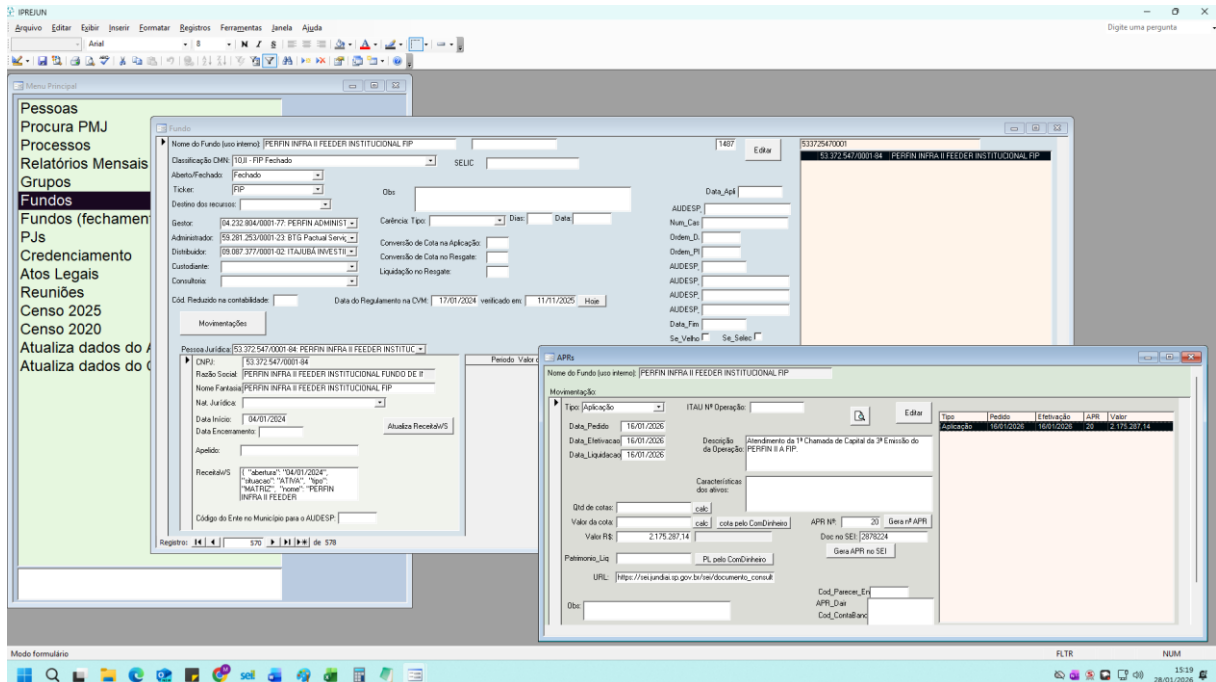 IPREJUN
Arquivo Editar Exibir Inserir Formatar Registros Ferramentas Janela Ajuda
Digite uma pergunta
Arial 8 N I S
Menu Principal
Pessoas
Procura PMJ
Processos
Relatórios Mensais
Grupos
Fundos
Fundos (fechamen
PJs
Credenciamento
Atos Legais
Reuniões
Censo 2025
Censo 2020
Atualiza dados do A
Atualiza dados do C
Fundo
Nome do Fundo (uso interno): PERFIN INFRA II FEEDER INSTITUCIONAL FIP
1487
Editar
533725470001
53.372.547/0001-84 PERFIN INFRA II FEEDER INSTITUCIONAL FIP
Classificação CMN: 10,II - FIP Fechado
SELIC
Aberto/Fechado: Fechado
Ticker: FIP
Obs
Data_Apli
Destino dos recursos:
AUDESP_
Gestor: 04.232.804/0001-77: PERFIN ADMINIST
Carência: Tipo: Dias: Data:
Num_Cas
Administrador: 59.281.253/0001-23: BTG Pactual Serviç
Conversão de Cota na Aplicação:
Ordem_D.
Distribuidor: 09.087.377/0001-02: ITAJUBÁ INVESTI
Conversão de Cota no Resgate:
Ordem_Pl
Custodiante:
Liquidação no Resgate:
AUDESP_
Consultoria:
AUDESP_
AUDESP_
Cód. Reduzido na contabilidade:
Data do Regulamento na CVM: 17/01/2024 verificado em: 11/11/2025 Hoje
AUDESP_
Data_Fim
Movimentações
Se_Velho Se_Selec
Pessoa Jurídica: 53.372.547/0001-84: PERFIN INFRA II FEEDER INSTITUC
Período Valor c
CNPJ: 53.372.547/0001-84
Razão Social: PERFIN INFRA II FEEDER INSTITUCIONAL FUNDO DE II
Nome Fantasia: PERFIN INFRA II FEEDER INSTITUCIONAL FIP
Nat. Jurídica:
Data Início: 04/01/2024
Data Encerramento:
Atualiza ReceitaWS
Apelido:
ReceitaWS
{ "abertura": "04/01/2024",
"situacao": "ATIVA", "tipo":
"MATRIZ", "nome": "PERFIN
INFRA II FEEDER
Código do Ente no Município para o AUDESP:
Registro: 570 de 578
APRs
Nome do Fundo (uso interno): PERFIN INFRA II FEEDER INSTITUCIONAL FIP
Movimentação:
Tipo: Aplicação
ITAU Nº Operação:
Editar
Tipo Pedido Efetivação APR Valor
Aplicação 16/01/2026 16/01/2026 20 2.175.287,14
Data_Pedido 16/01/2026
Data_Efetivacao 16/01/2026
Data_Liquidacao 16/01/2026
Descrição da Operação:
Atendimento da 1ª Chamada de Capital da 3ª Emissão do
PERFIN II A FIP.
Características dos ativos:
Qtd de cotas: calc
Valor da cota: calc cota pelo ComDinheiro
APR Nº: 20 Gera nº APR
Valor R$: 2.175.287,14
Doc no SEI: 2878224
Gera APR no SEI
Patrimonio_Liq PL pelo ComDinheiro
URL: https://sei.jundiai.sp.gov.br/sei/documento_consult
Cod_Parecer_En
Obs:
APR_Dair
Cod_ContaBanc
Modo formulário
FLTR
NUM
sei!
15:19
28/01/2026